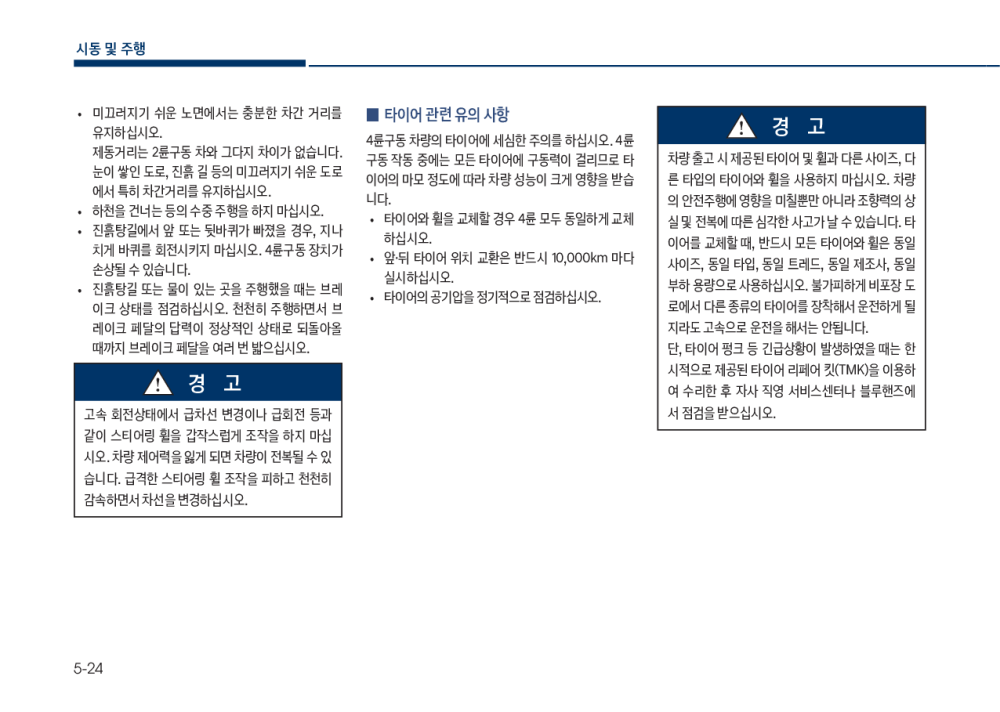 시동 및 주행
• 미끄러지기 쉬운 노면에서는 충분한 차간 거리를
유지하십시오.
제동거리는 2륜구동 차와 그다지 차이가 없습니다.
눈이 쌓인 도로, 진흙 길 등의 미끄러지기 쉬운 도로
에서 특히 차간거리를 유지하십시오.
• 하천을 건너는 등의 수중 주행을 하지 마십시오.
• 진흙탕길에서 앞 또는 뒷바퀴가 빠졌을 경우, 지나
치게 바퀴를 회전시키지 마십시오. 4륜구동 장치가
손상될 수 있습니다.
• 진흙탕길 또는 물이 있는 곳을 주행했을 때는 브레
이크 상태를 점검하십시오. 천천히 주행하면서 브
레이크 페달의 답력이 정상적인 상태로 되돌아올
때까지 브레이크 페달을 여러 번 밟으십시오.
경 고
고속 회전상태에서 급차선 변경이나 급회전 등과
같이 스티어링 휠을 갑작스럽게 조작을 하지 마십
시오. 차량 제어력을 잃게 되면 차량이 전복될 수 있
습니다. 급격한 스티어링 휠 조작을 피하고 천천히
감속하면서 차선을 변경하십시오.
■ 타이어 관련 유의 사항
4륜구동 차량의 타이어에 세심한 주의를 하십시오. 4륜
구동 작동 중에는 모든 타이어에 구동력이 걸리므로 타
이어의 마모 정도에 따라 차량 성능이 크게 영향을 받습
니다.
• 타이어와 휠을 교체할 경우 4륜 모두 동일하게 교체
하십시오.
• 앞·뒤 타이어 위치 교환은 반드시 10,000km 마다
실시하십시오.
• 타이어의 공기압을 정기적으로 점검하십시오.
경 고
차량 출고 시 제공된 타이어 및 휠과 다른 사이즈, 다
른 타입의 타이어와 휠을 사용하지 마십시오. 차량
의 안전주행에 영향을 미칠뿐만 아니라 조향력의 상
실 및 전복에 따른 심각한 사고가 날 수 있습니다. 타
이어를 교체할 때, 반드시 모든 타이어와 휠은 동일
사이즈, 동일 타입, 동일 트레드, 동일 제조사, 동일
부하 용량으로 사용하십시오. 불가피하게 비포장 도
로에서 다른 종류의 타이어를 장착해서 운전하게 될
지라도 고속으로 운전을 해서는 안됩니다.
단, 타이어 펑크 등 긴급상황이 발생하였을 때는 한
시적으로 제공된 타이어 리페어 킷(TMK)을 이용하
여 수리한 후 자사 직영 서비스센터나 블루핸즈에
서 점검을 받으십시오.
5-24